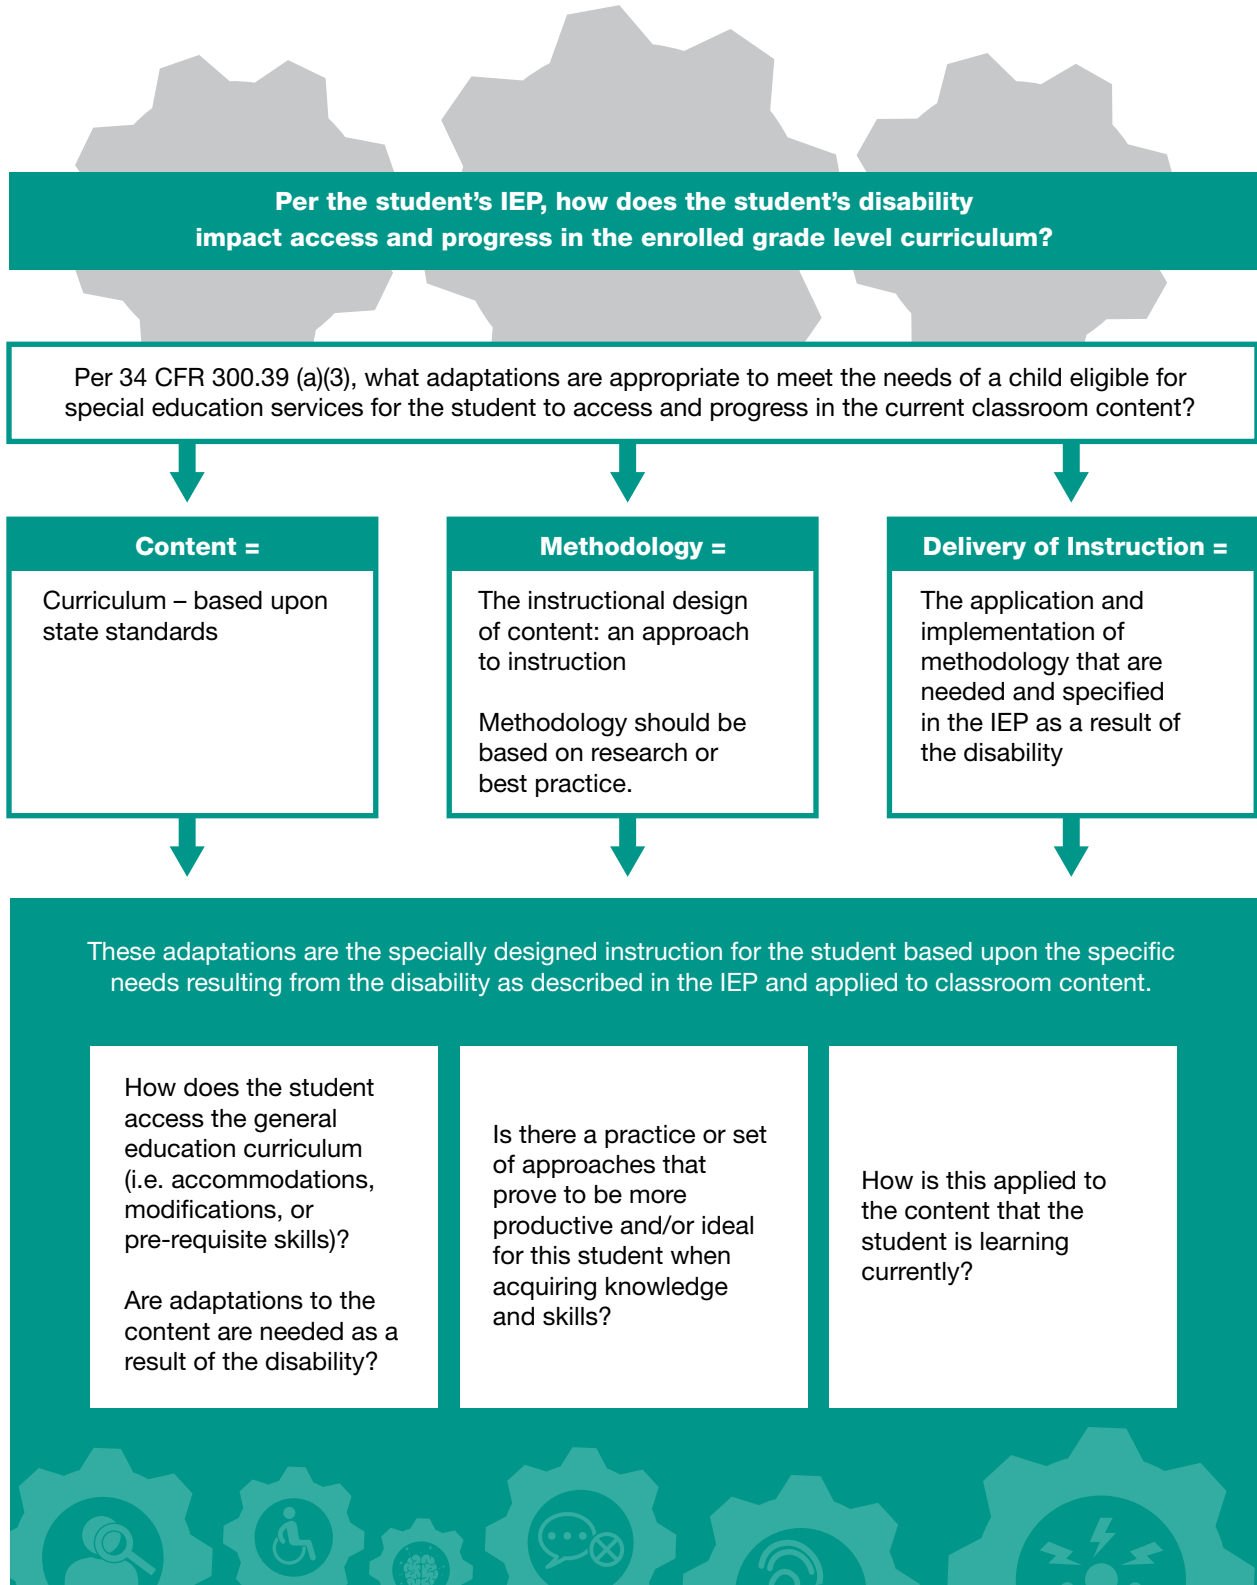 Per the student’s IEP, how does the student’s disability
impact access and progress in the enrolled grade level curriculum?
Per 34 CFR 300.39 (a)(3), what adaptations are appropriate to meet the needs of a child eligible for
special education services for the student to access and progress in the current classroom content?
Content =
Curriculum – based upon
state standards
Methodology =
The instructional design
of content: an approach
to instruction
Methodology should be
based on research or
best practice.
Delivery of Instruction =
The application and
implementation of
methodology that are
needed and specified
in the IEP as a result of
the disability
These adaptations are the specially designed instruction for the student based upon the specific
needs resulting from the disability as described in the IEP and applied to classroom content.
How does the student
access the general
education curriculum
(i.e. accommodations,
modifications, or
pre-requisite skills)?
Are adaptations to the
content are needed as a
result of the disability?
Is there a practice or set
of approaches that
prove to be more
productive and/or ideal
for this student when
acquiring knowledge
and skills?
How is this applied to
the content that the
student is learning
currently?